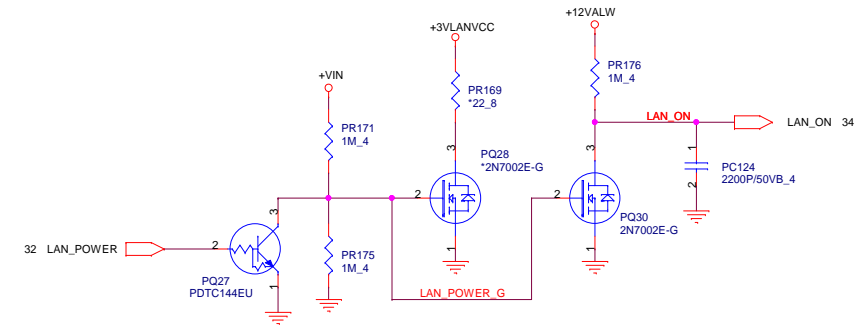 +12VALW
+3VLANVCC
+VIN
PR176
1M_4
PR169
*22_8
PR171
1M_4
LAN_ON
LAN_ON 34
3
3
1
PQ28
*2N7002E-G
PC124
2200P/50VB_4
2
2
2
3
PQ30
2N7002E-G
32 LAN_POWER
2
PR175
1M_4
1
1
PQ27
PDTC144EU
1
LAN_POWER_G